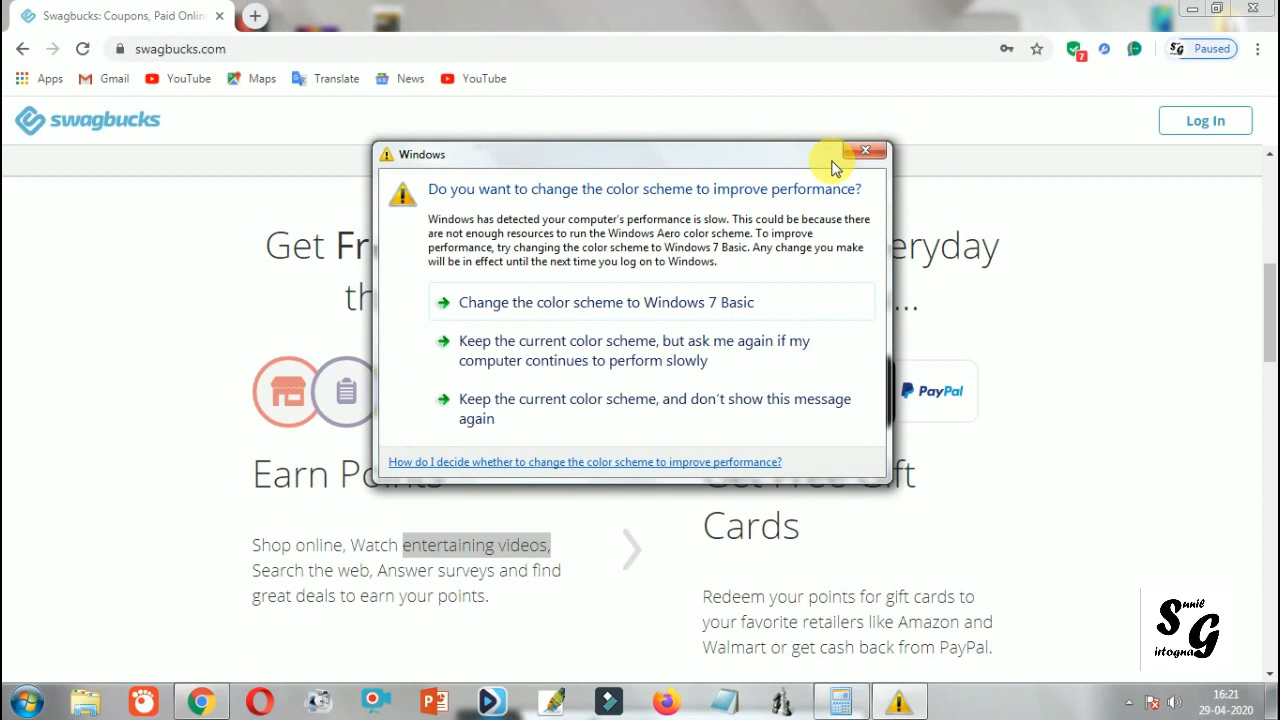 Swagbucks: Coupons, Paid Onlin
swagbucks.com
7
SG
Paused
Apps
Gmail
YouTube
Maps
Translate
News
YouTube
swagbucks
Log In
Windows
Do you want to change the color scheme to improve performance?
Windows has detected your computer's performance is slow. This could be because there
are not enough resources to run the Windows Aero color scheme. To improve
performance, try changing the color scheme to Windows 7 Basic. Any change you make
will be in effect until the next time you log on to Windows.
Change the color scheme to Windows 7 Basic
Keep the current color scheme, but ask me again if my
computer continues to perform slowly
Keep the current color scheme, and don't show this message
again
How do I decide whether to change the color scheme to improve performance?
Get Fr
eryday
th
...
PayPal
Earn Points
Get Free Gift
Cards
Shop online, Watch entertaining videos,
Search the web, Answer surveys and find
great deals to earn your points.
Redeem your points for gift cards to
your favorite retailers like Amazon and
Walmart or get cash back from PayPal.
Sunil
Girtogna
16:21
29-04-2020